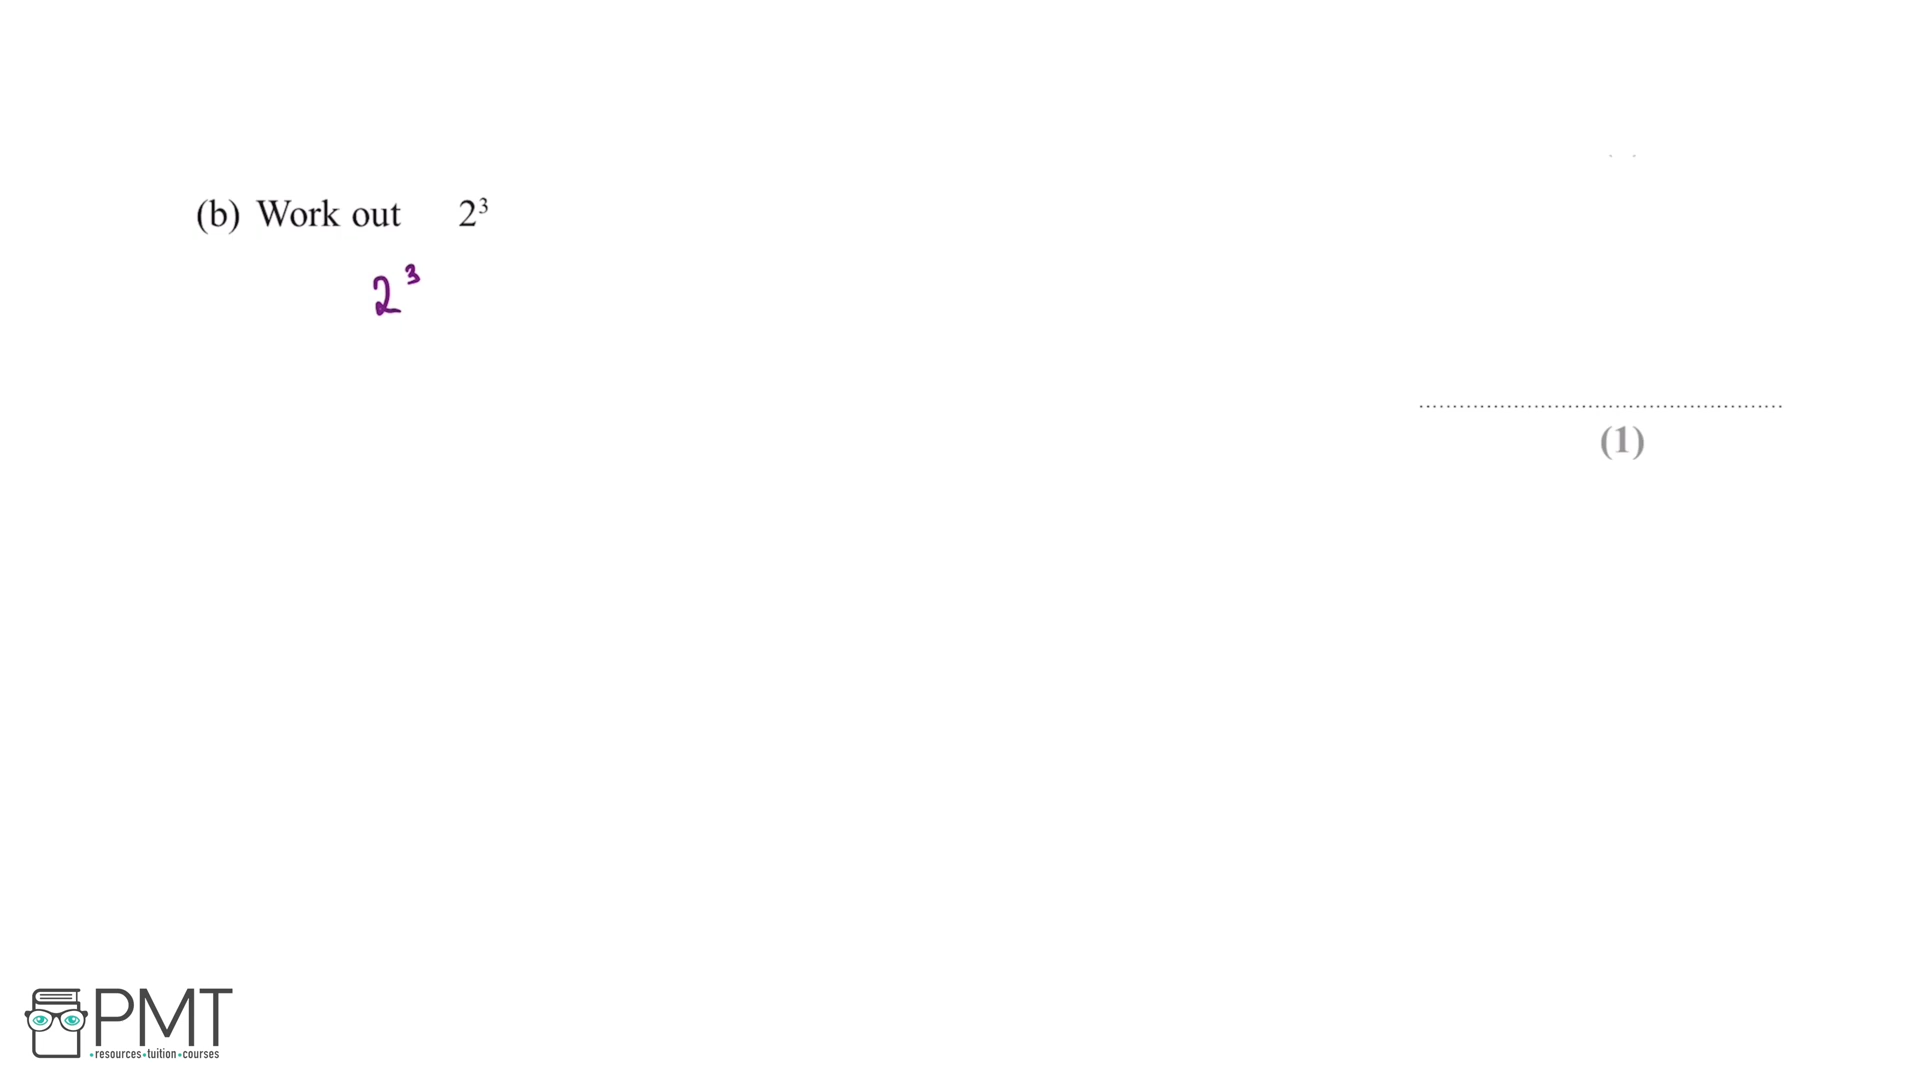 (b) Work out 2³
2³
....................................................
(1)
PMT
•resources•tuition•courses